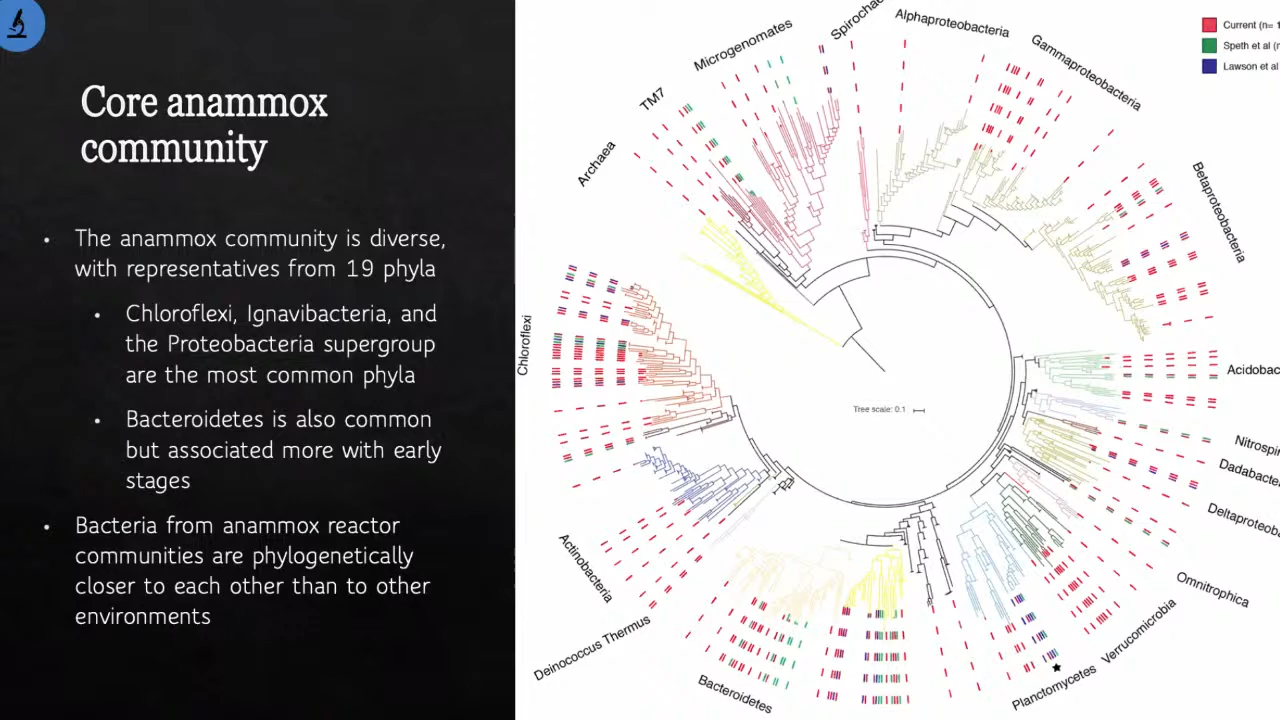 Core anammox
community
• The anammox community is diverse,
with representatives from 19 phyla
• Chloroflexi, Ignavibacteria, and
the Proteobacteria supergroup
are the most common phyla
• Bacteroidetes is also common
but associated more with early
stages
• Bacteria from anammox reactor
communities are phylogenetically
closer to each other than to other
environments
Archaea
TM7
Microgenomates
Spirochae
Alphaproteobacteria
Gammaproteobacteria
Betaproteobacteria
Acidobac
Nitrospir
Dadabacte
Deltaproteoba
Omnitrophica
Verrucomicrobia
Planctomycetes
Bacteroidetes
Deinococcus Thermus
Actinobacteria
Chloroflexi
Tree scale: 0.1
Current (n= 1
Speth et al (n
Lawson et al